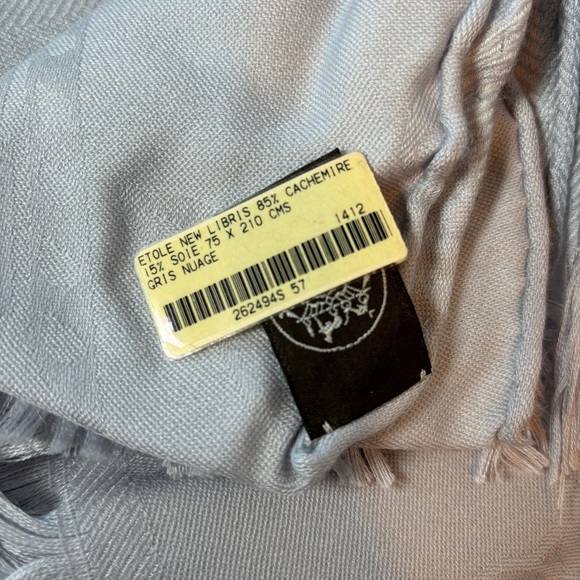 ETOLE NEW LIBRIS 85% CACHEMIRE
15% SOIE 75 X 210 CMS 1412
GRIS NUAGE
262494S 57